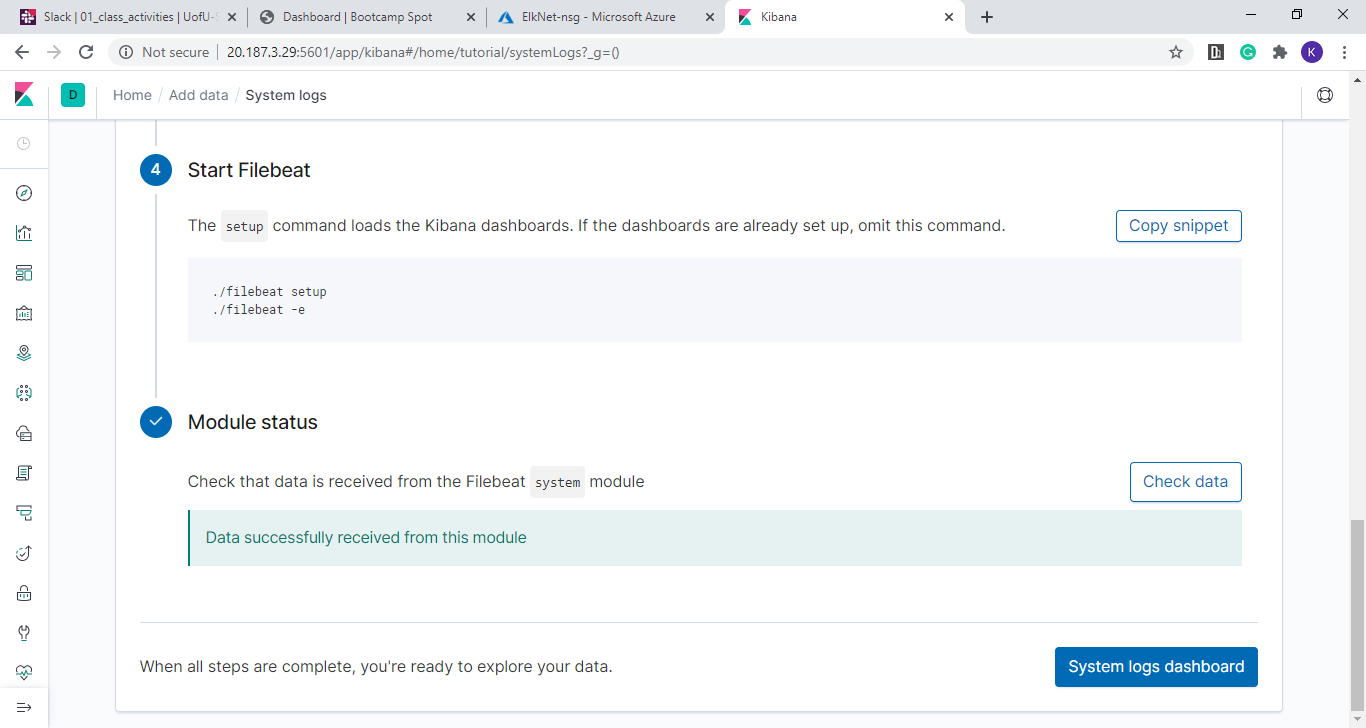 Slack | 01_class_activities | UofU-
Dashboard | Bootcamp Spot
ElkNet-nsg - Microsoft Azure
Kibana
Not secure
20.187.3.29:5601/app/kibana#/home/tutorial/systemLogs?_g=()
K
D
Home / Add data / System logs
4
Start Filebeat
The setup command loads the Kibana dashboards. If the dashboards are already set up, omit this command.
Copy snippet
./filebeat setup
./filebeat -e
Module status
Check that data is received from the Filebeat system module
Check data
Data successfully received from this module
When all steps are complete, you're ready to explore your data.
System logs dashboard